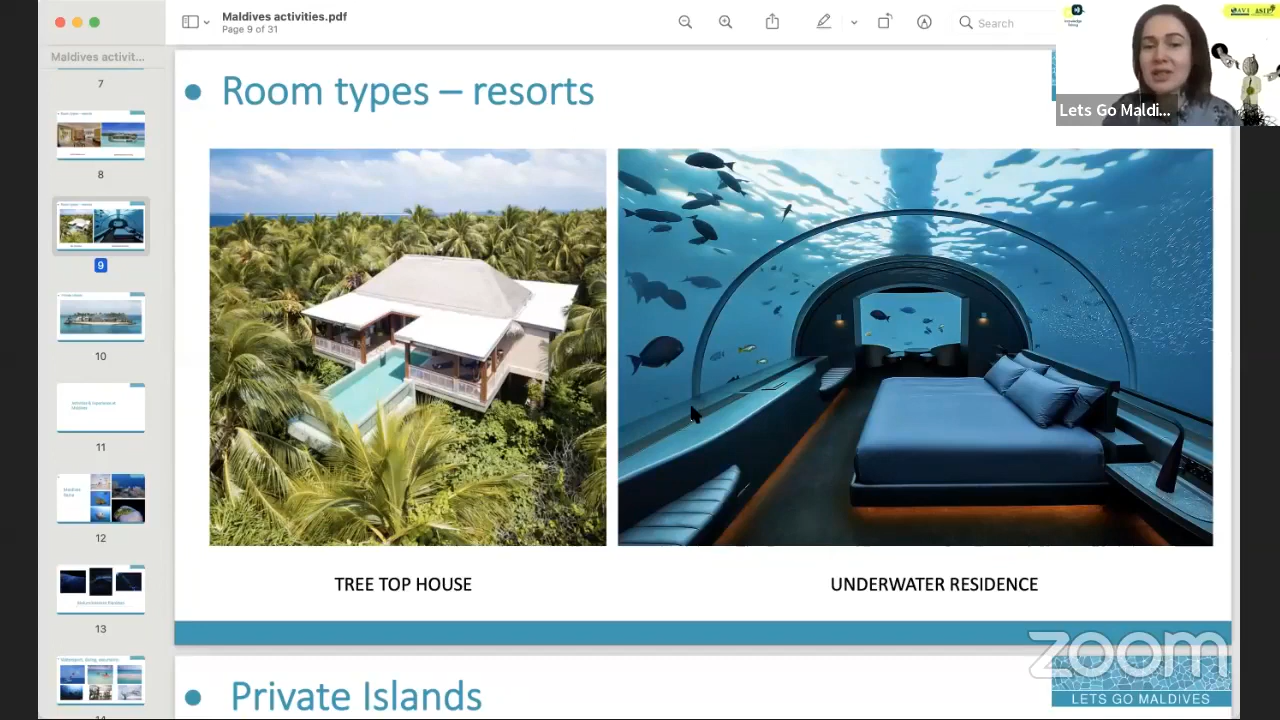 Maldives activities.pdf
Page 9 of 31
Search
Maldives activit...
7
8
9
10
11
12
13
Room types – resorts
TREE TOP HOUSE
UNDERWATER RESIDENCE
Private Islands
Lets Go Maldi...
zoom
LETS GO MALDIVES